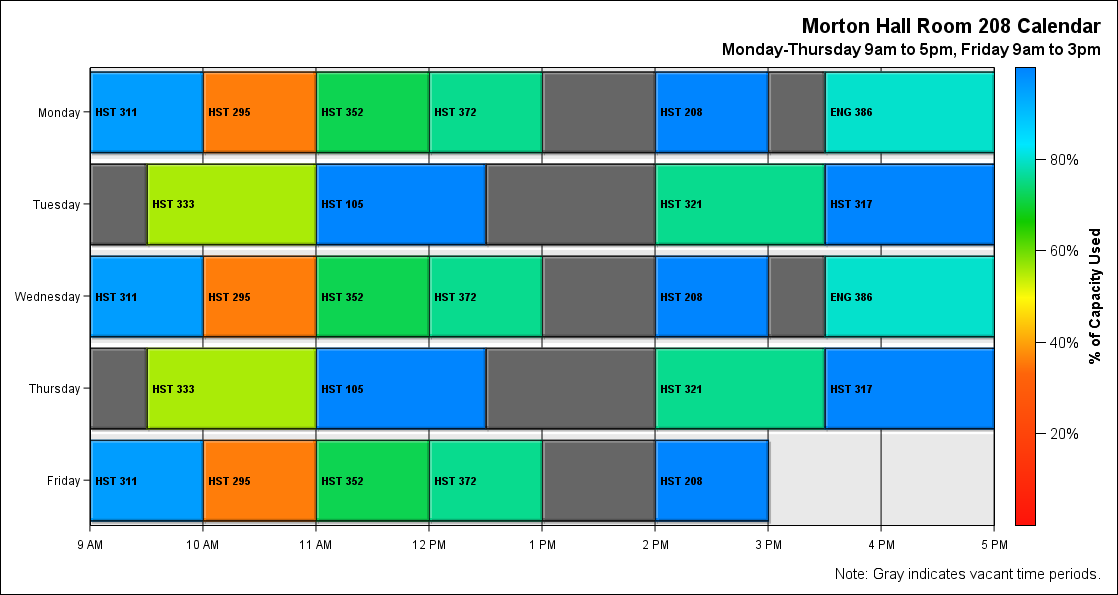 Morton Hall Room 208 Calendar
Monday-Thursday 9am to 5pm, Friday 9am to 3pm
Monday
HST 311
HST 295
HST 352
HST 372
HST 208
ENG 386
Tuesday
HST 333
HST 105
HST 321
HST 317
Wednesday
HST 311
HST 295
HST 352
HST 372
HST 208
ENG 386
Thursday
HST 333
HST 105
HST 321
HST 317
Friday
HST 311
HST 295
HST 352
HST 372
HST 208
9 AM
10 AM
11 AM
12 PM
1 PM
2 PM
3 PM
4 PM
5 PM
80%
60%
40%
20%
% of Capacity Used
Note: Gray indicates vacant time periods.